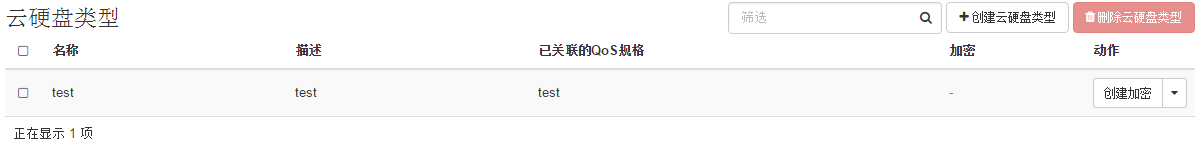 云硬盘类型
筛选
创建云硬盘类型
删除云硬盘类型
名称 描述 已关联的QoS规格 加密 动作
test test test - 创建加密
正在显示 1 项